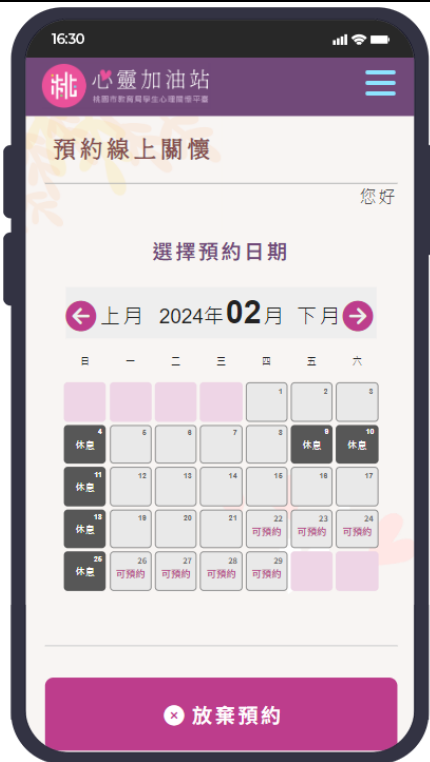 16:30
桃 心靈加油站
桃園市教育局學生心理關懷平臺
預約線上關懷
您好
選擇預約日期
上月 2024年02月 下月
日 一 二 三 四 五 六
1 2 3
4 休息 5 6 7 8 9 休息 10 休息
11 休息 12 13 14 15 16 17
18 休息 19 20 21 22 可預約 23 可預約 24 可預約
25 休息 26 可預約 27 可預約 28 可預約 29 可預約
放棄預約